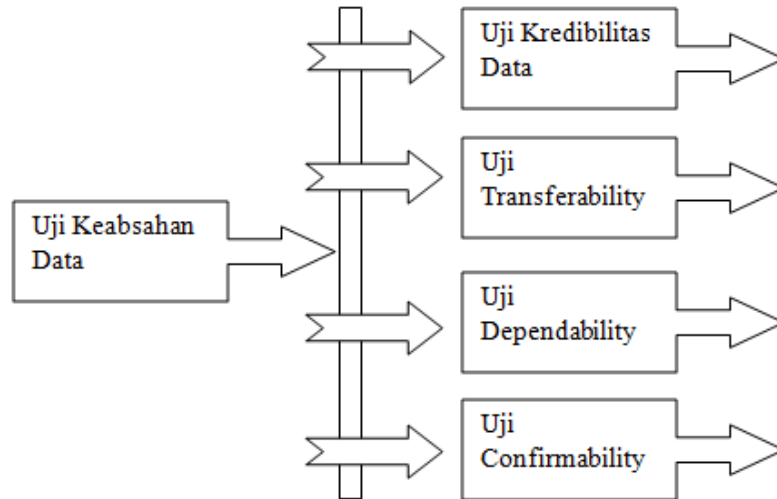 Uji Keabsahan
Data
Uji Kredibilitas
Data
Uji
Transferability
Uji
Dependability
Uji
Confirmability